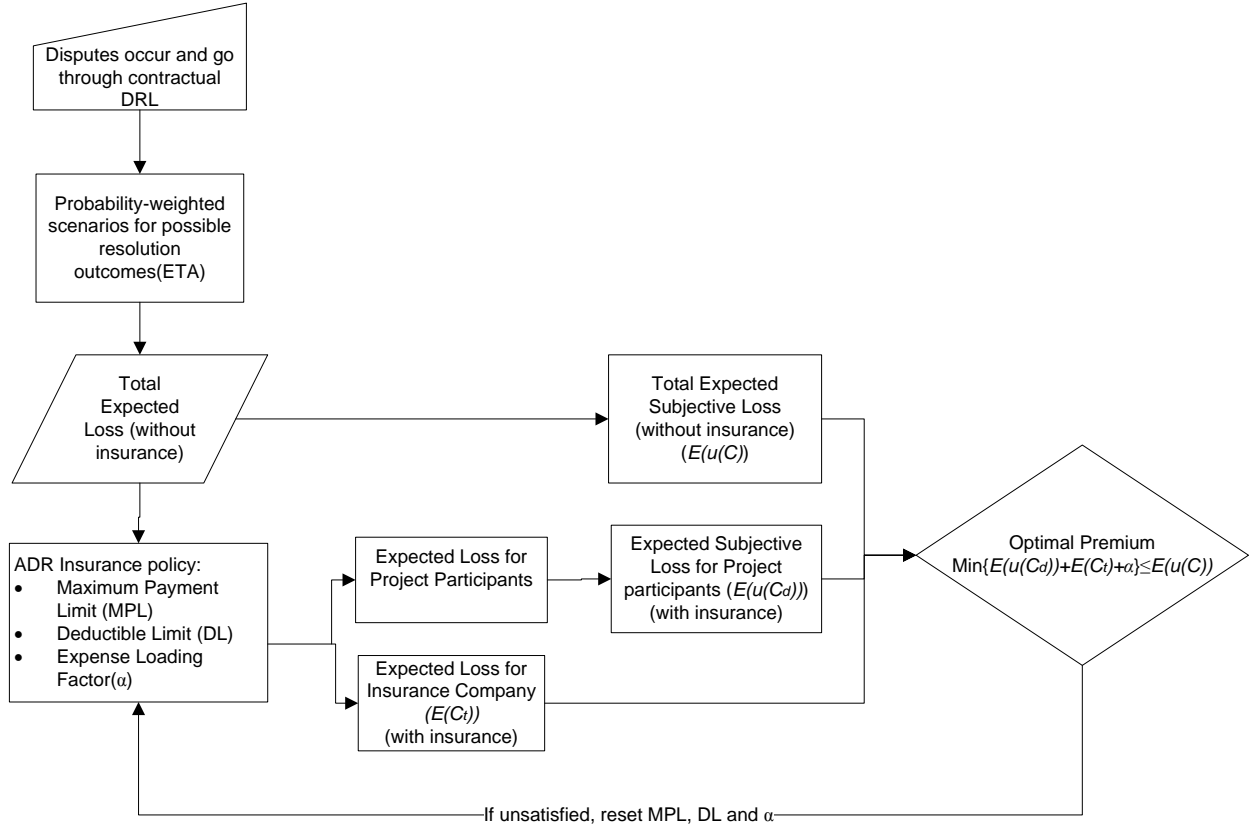 Disputes occur and go
through contractual
DRL
Probability-weighted
scenarios for possible
resolution
outcomes(ETA)
Total
Expected
Loss (without
insurance)
Total Expected
Subjective Loss
(without insurance)
(E(u(C))
ADR Insurance policy:
• Maximum Payment
Limit (MPL)
• Deductible Limit (DL)
• Expense Loading
Factor(α)
Expected Loss for
Project Participants
Expected Subjective
Loss for Project
participants (E(u(Cd)))
(with insurance)
Expected Loss for
Insurance Company
(E(Ct))
(with insurance)
Optimal Premium
Min{E(u(Cd))+E(Ct)+α}≤E(u(C))
If unsatisfied, reset MPL, DL and α